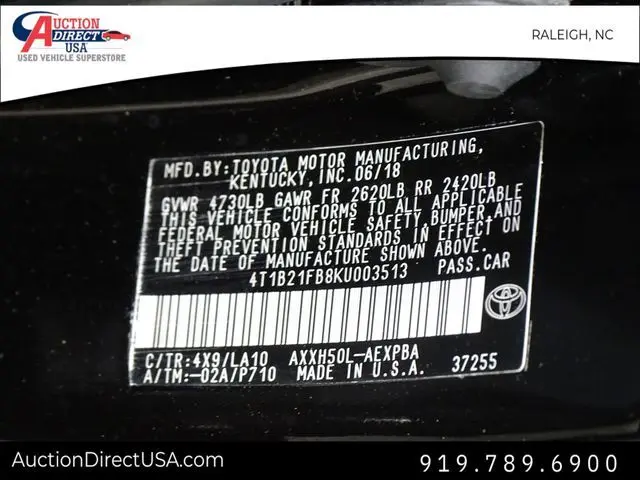 AUCTION
DIRECT
USA
USED VEHICLE SUPERSTORE
RALEIGH, NC
MFD.BY:TOYOTA MOTOR MANUFACTURING,
KENTUCKY, INC.06/18
GVWR 4730LB GAWR FR 2620LB RR 2420LB
THIS VEHICLE CONFORMS TO ALL APPLICABLE
FEDERAL MOTOR VEHICLE SAFETY,BUMPER,AND
THEFT PREVENTION STANDARDS IN EFFECT ON
THE DATE OF MANUFACTURE SHOWN ABOVE.
4T1B21FB8KU003513 PASS.CAR
C/TR:4X9/LA10 AXXH50L-AEXPBA
A/TM:-02A/P710 MADE IN U.S.A. 37255
AuctionDirectUSA.com
919.789.6900